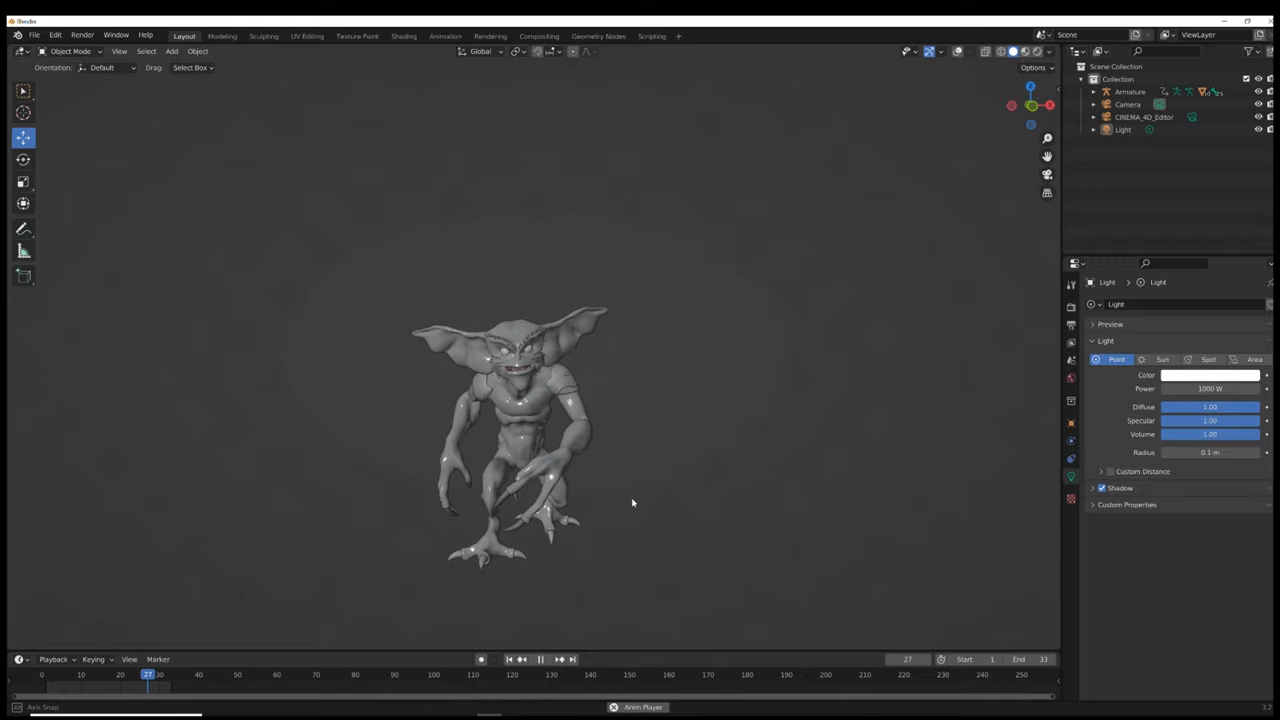 Blender
File Edit Render Window Help Layout Modeling Sculpting UV Editing Texture Paint Shading Animation Rendering Compositing Geometry Nodes Scripting + Scene ViewLayer
Object Mode View Select Add Object Global
Orientation: Default Drag: Select Box Options
Scene Collection
Collection
Armature
Camera
CINEMA_4D_Editor
Light
Z
X
Light > Light
Light
Preview
Light
Point Sun Spot Area
Color
Power 1000 W
Diffuse 1.00
Specular 1.00
Volume 1.00
Radius 0.1 m
Custom Distance
Shadow
Custom Properties
Playback Keying View Marker 27 Start 1 End 33
0 10 20 27 30 40 50 60 70 80 90 100 110 120 130 140 150 160 170 180 190 200 210 220 230 240 250
Axis Snap Anim Player 3.2